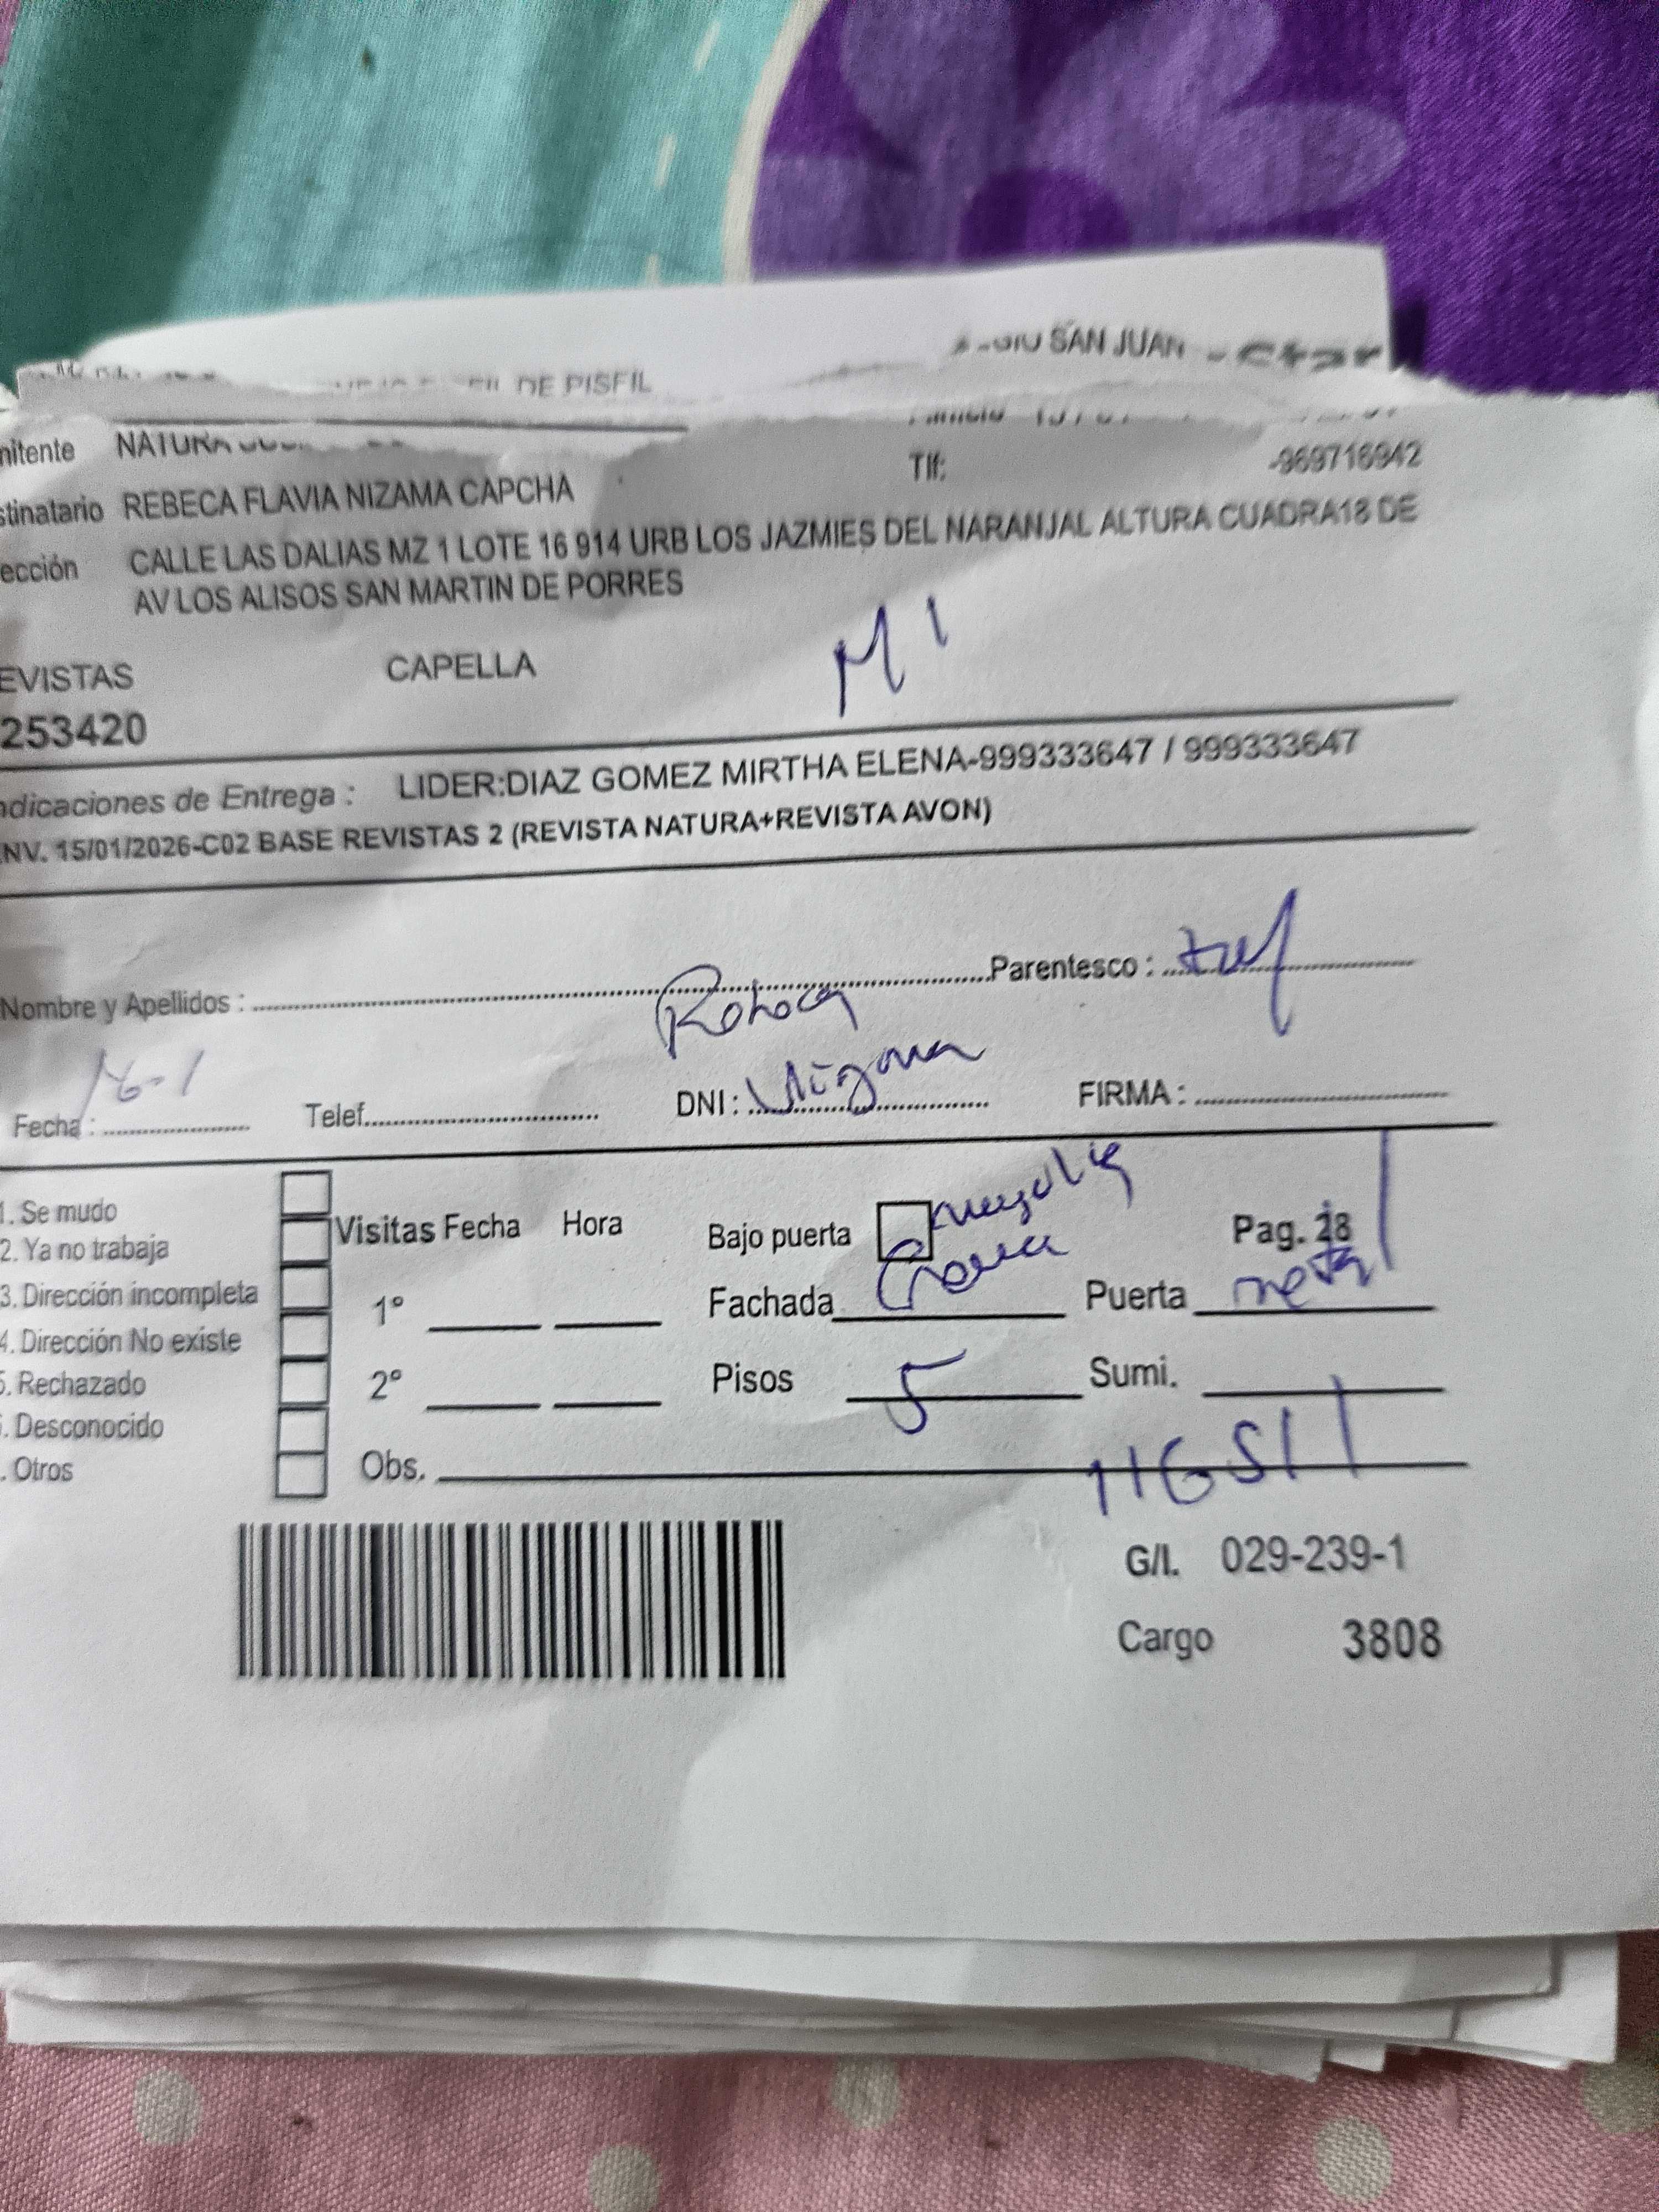 SAN JUAN
DE PISFIL
nitente NATURA
Tlf: -969716942
stinatario REBECA FLAVIA NIZAMA CAPCHA
ección CALLE LAS DALIAS MZ 1 LOTE 16 914 URB LOS JAZMIES DEL NARANJAL ALTURA CUADRA18 DE
AV LOS ALISOS SAN MARTIN DE PORRES
M1
EVISTAS CAPELLA
253420
ndicaciones de Entrega : LIDER:DIAZ GOMEZ MIRTHA ELENA-999333647 / 999333647
NV. 15/01/2026-C02 BASE REVISTAS 2 (REVISTA NATURA+REVISTA AVON)
Nombre y Apellidos : Parentesco :
16-1
Fecha : Telef. DNI : FIRMA :
1. Se mudo
2. Ya no trabaja
3. Dirección incompleta
4. Dirección No existe
5. Rechazado
. Desconocido
. Otros
Visitas Fecha Hora
1º
2º
Obs.
Bajo puerta Pag. 28
Fachada Puerta
Pisos 5 Sumi.
G/I. 029-239-1
Cargo 3808